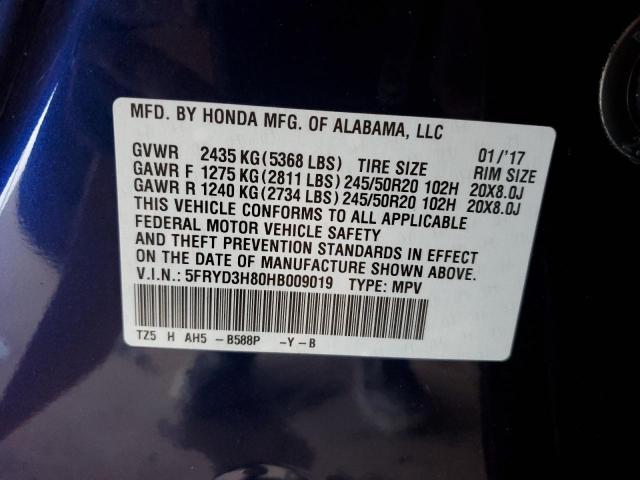 MFD. BY HONDA MFG. OF ALABAMA, LLC
GVWR 2435 KG(5368 LBS) TIRE SIZE 01/'17 RIM SIZE
GAWR F 1275 KG(2811 LBS) 245/50R20 102H 20X8.0J
GAWR R 1240 KG(2734 LBS) 245/50R20 102H 20X8.0J
THIS VEHICLE CONFORMS TO ALL APPLICABLE
FEDERAL MOTOR VEHICLE SAFETY
AND THEFT PREVENTION STANDARDS IN EFFECT
ON THE DATE OF MANUFACTURE SHOWN ABOVE.
V.I.N.: 5FRYD3H80HB009019 TYPE: MPV
TZ5 H AH5 -B588P -Y-B